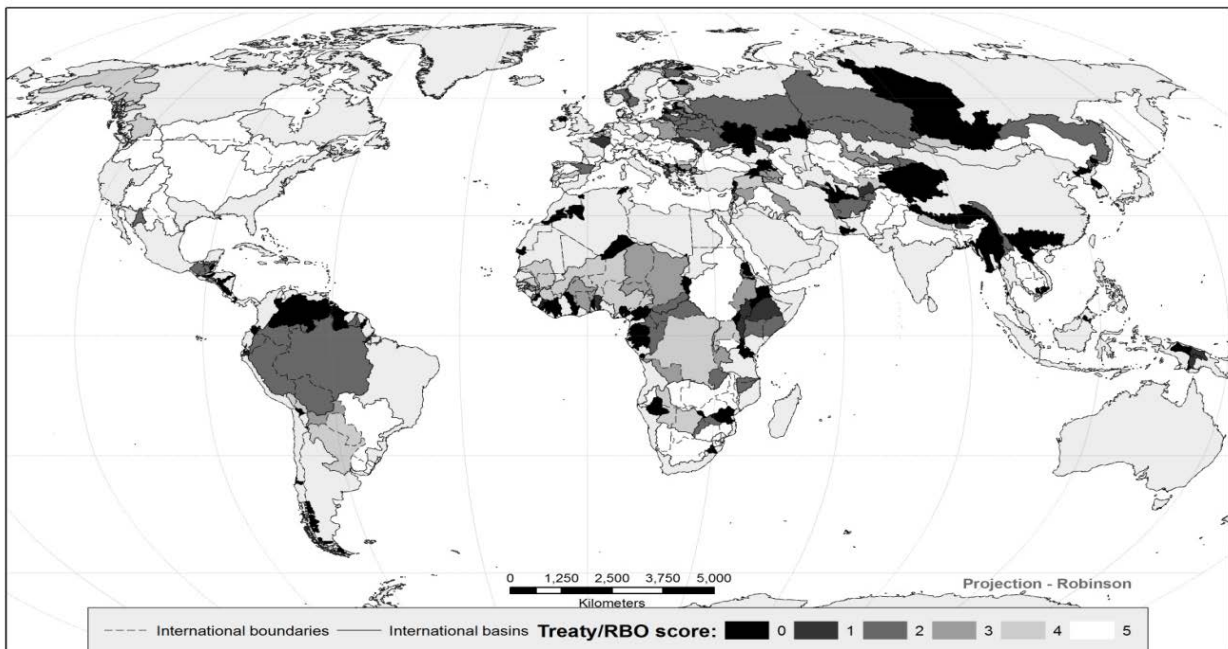 0 1,250 2,500 3,750 5,000
Kilometers
Projection - Robinson
International boundaries International basins Treaty/RBO score: 0 1 2 3 4 5